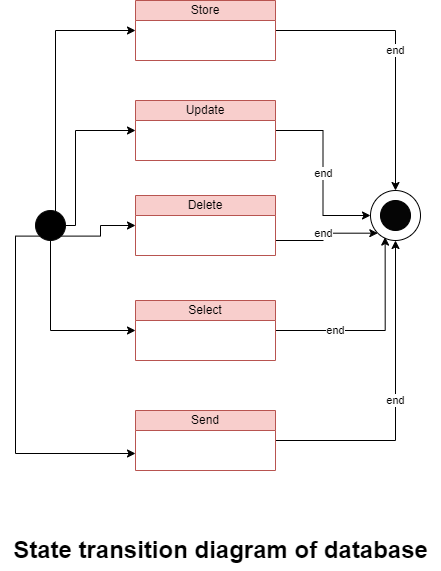 Store
end
Update
end
Delete
end
Select
end
Send
end
State transition diagram of database